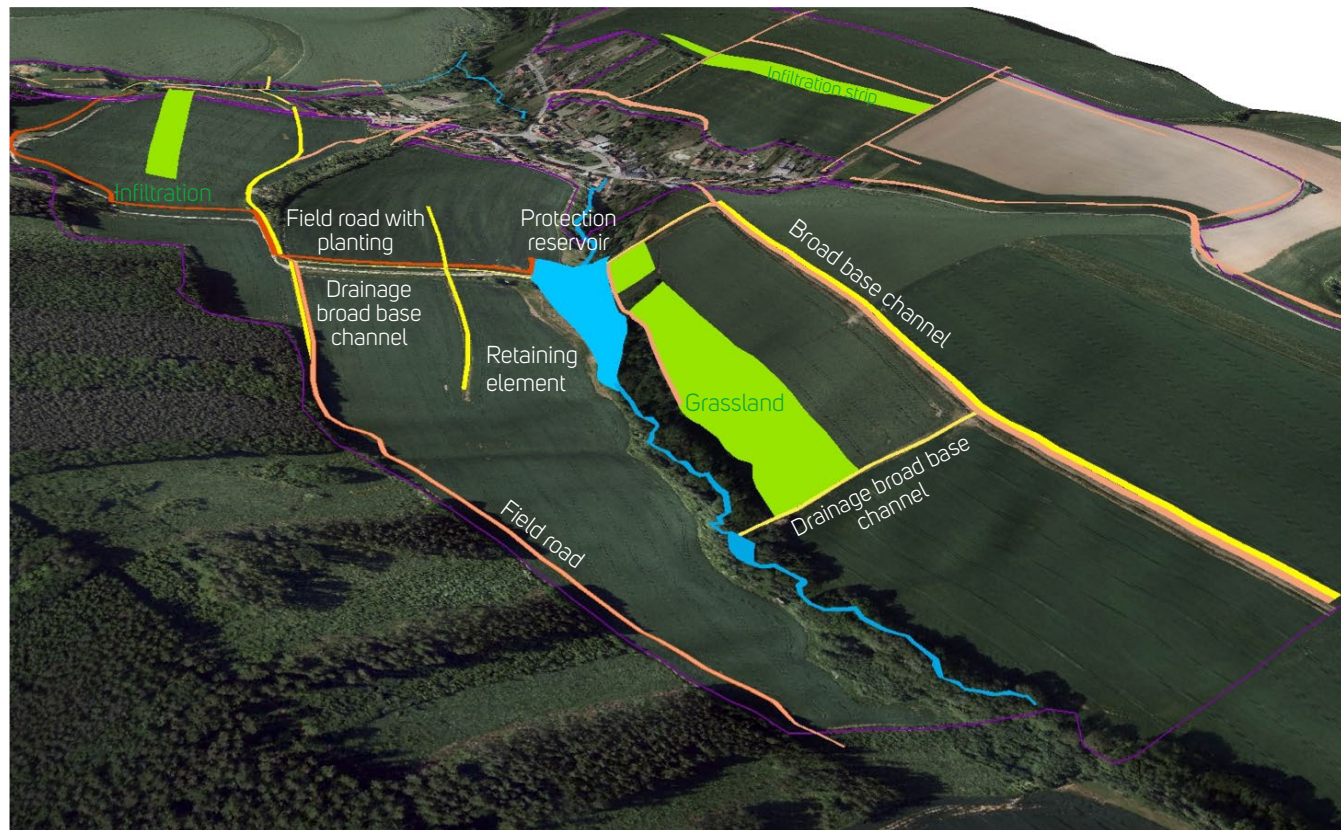 Infiltration strip
Infiltration
Field road with
planting
Protection
reservoir
Broad base channel
Drainage
broad base
channel
Retaining
element
Grassland
Drainage broad base
channel
Field road